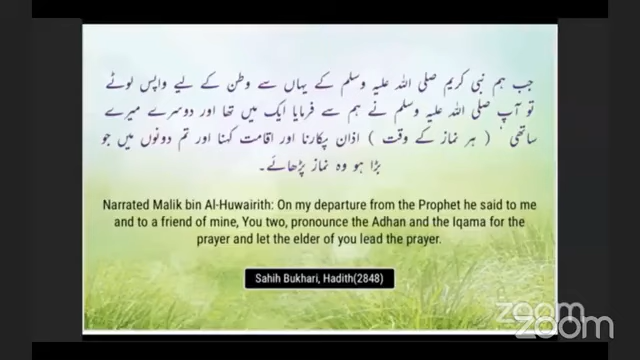 جب ہم نبی کریم صلی اللہ علیہ وسلم کے یہاں سے وطن کے لیے واپس لوٹے
تو آپ صلی اللہ علیہ وسلم نے ہم سے فرمایا ایک میں تھا اور دوسرے میرے
ساتھی ‘ ( ہر نماز کے وقت ) اذان پکارنا اور اقامت کہنا اور تم دونوں میں جو
بڑا ہو وہ نماز پڑھائے۔
Narrated Malik bin Al-Huwairith: On my departure from the Prophet he said to me
and to a friend of mine, You two, pronounce the Adhan and the Iqama for the
prayer and let the elder of you lead the prayer.
Sahih Bukhari, Hadith(2848)
zoom
zoom